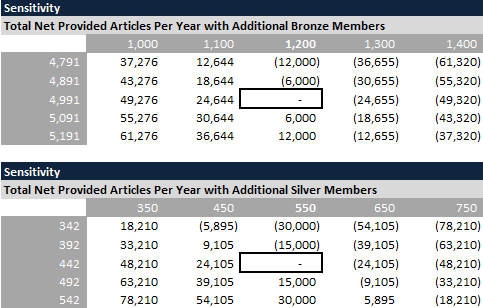 Sensitivity
Total Net Provided Articles Per Year with Additional Bronze Members
1,000 1,100 1,200 1,300 1,400
4,791 37,276 12,644 (12,000) (36,655) (61,320)
4,891 43,276 18,644 (6,000) (30,655) (55,320)
4,991 49,276 24,644 - (24,655) (49,320)
5,091 55,276 30,644 6,000 (18,655) (43,320)
5,191 61,276 36,644 12,000 (12,655) (37,320)
Sensitivity
Total Net Provided Articles Per Year with Additional Silver Members
350 450 550 650 750
342 18,210 (5,895) (30,000) (54,105) (78,210)
392 33,210 9,105 (15,000) (39,105) (63,210)
442 48,210 24,105 - (24,105) (48,210)
492 63,210 39,105 15,000 (9,105) (33,210)
542 78,210 54,105 30,000 5,895 (18,210)